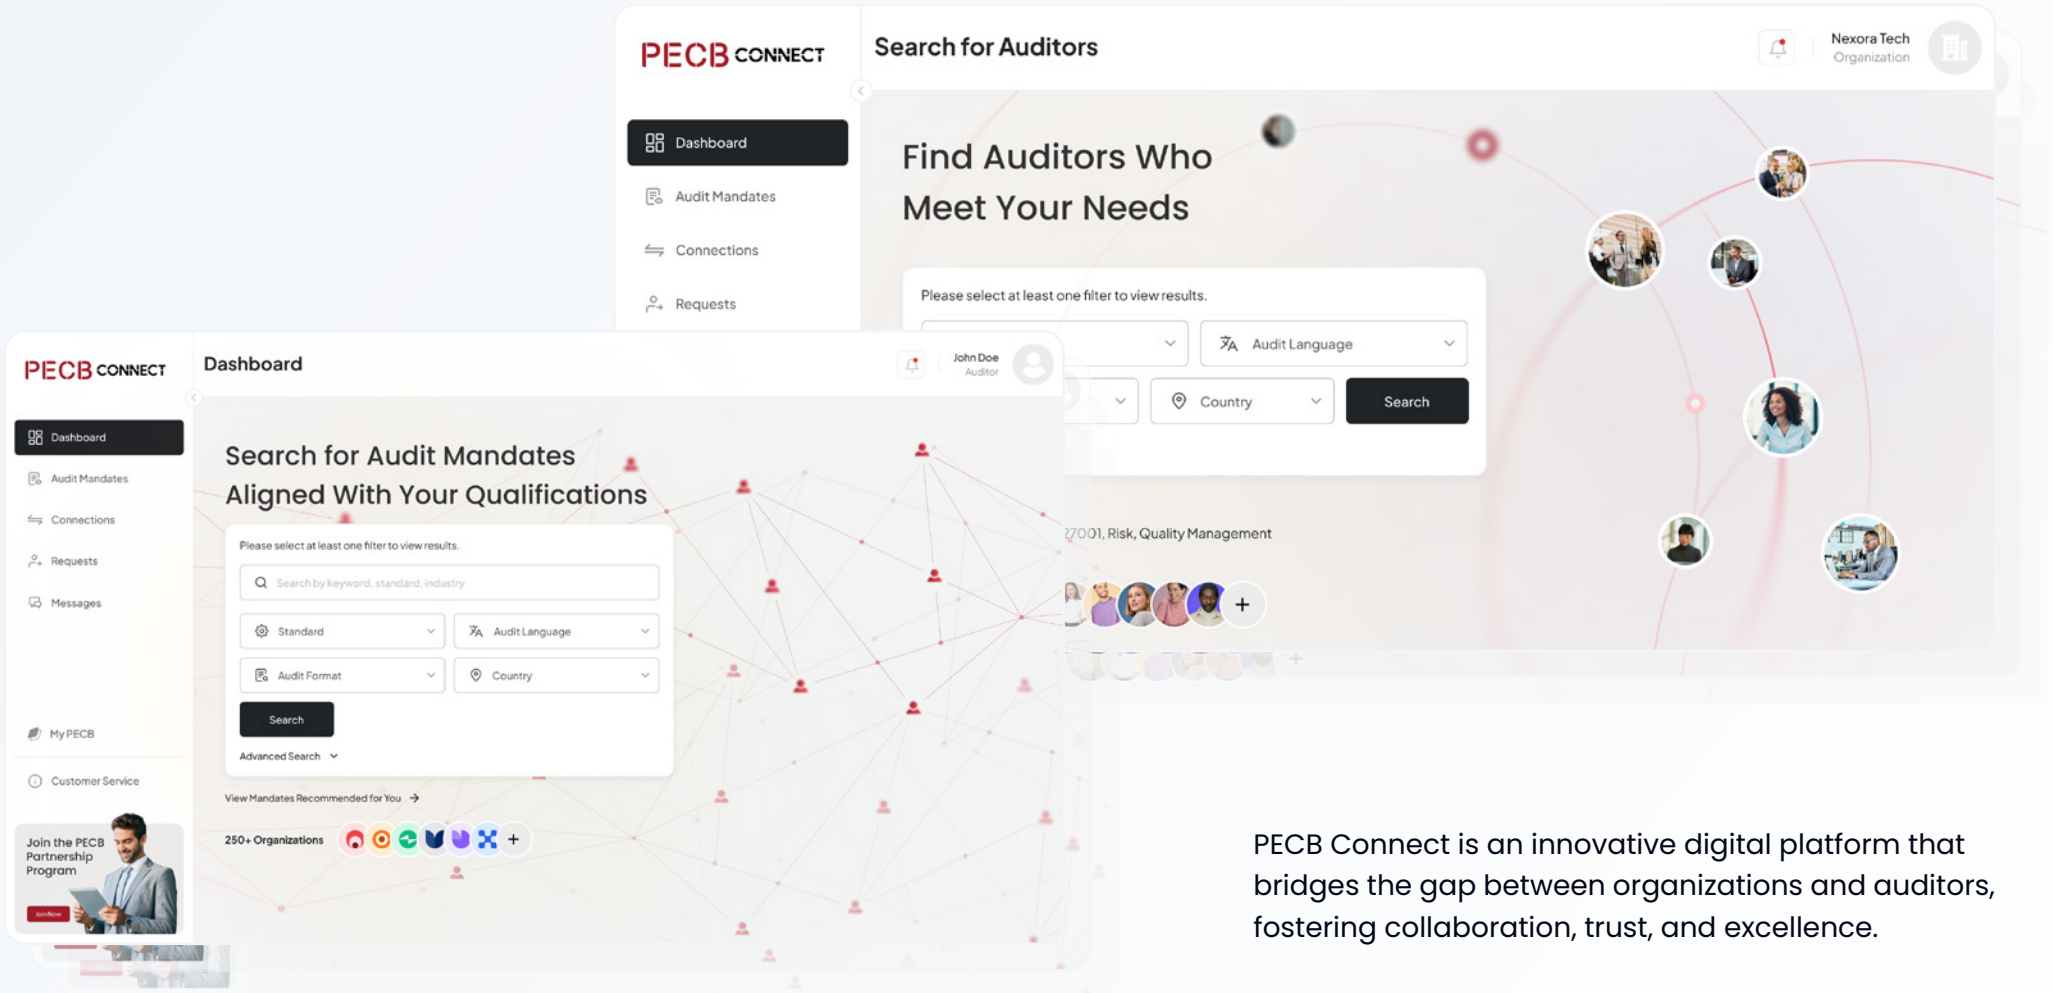 PECB CONNECT
Search for Auditors
Nexora Tech
Organization
Dashboard
Audit Mandates
Connections
Requests
Find Auditors Who
Meet Your Needs
Please select at least one filter to view results.
Audit Language
Country
Search
27001, Risk, Quality Management
+
PECB CONNECT
Dashboard
John Doe
Auditor
Dashboard
Audit Mandates
Connections
Requests
Messages
My PECB
Customer Service
Join the PECB
Partnership
Program
Join Now
Search for Audit Mandates
Aligned With Your Qualifications
Please select at least one filter to view results.
Search by keyword, standard, industry
Standard
Audit Language
Audit Format
Country
Search
Advanced Search
View Mandates Recommended for You →
250+ Organizations
+
PECB Connect is an innovative digital platform that
bridges the gap between organizations and auditors,
fostering collaboration, trust, and excellence.